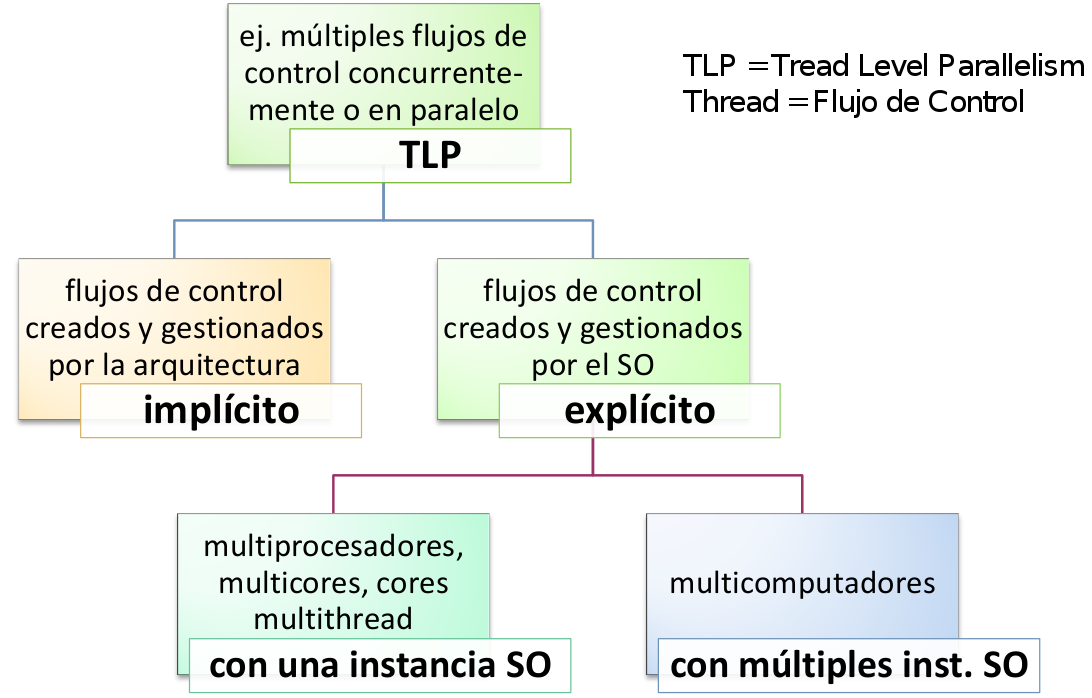 ej. múltiples flujos de
control concurrente-
mente o en paralelo
TLP
TLP =Tread Level Parallelism
Thread =Flujo de Control
flujos de control
creados y gestionados
por la arquitectura
implícito
flujos de control
creados y gestionados
por el SO
explícito
multiprocesadores,
multicores, cores
multithread
con una instancia SO
multicomputadores
con múltiples inst. SO